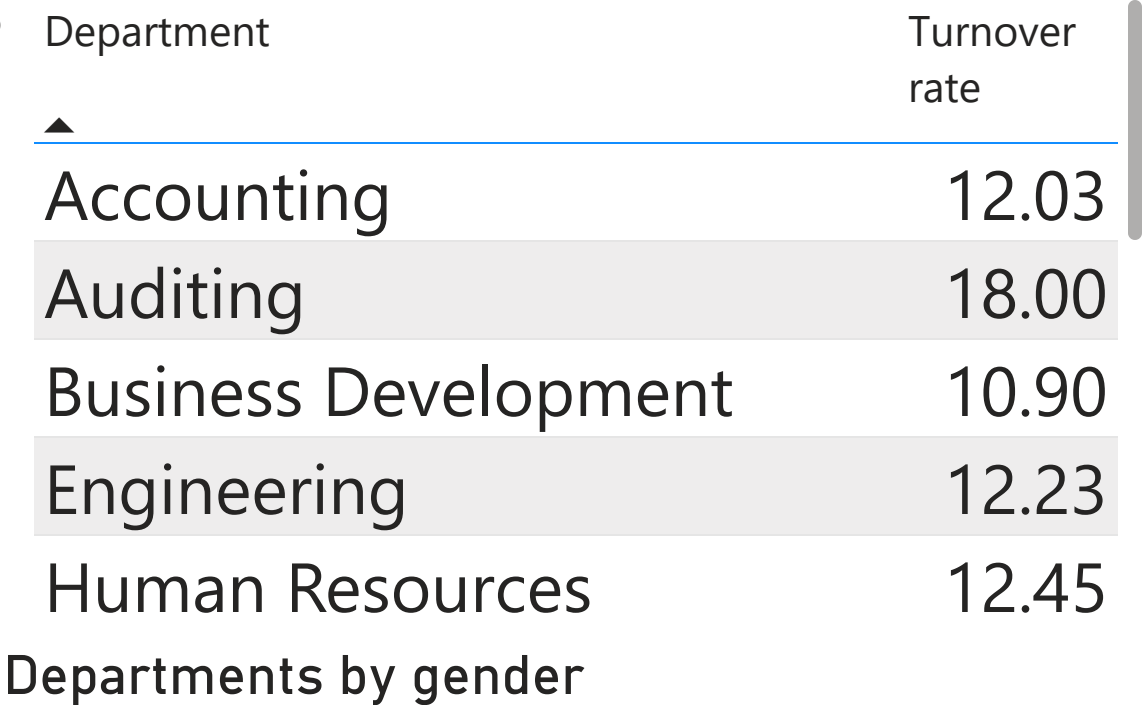 Department Turnover
rate
Accounting 12.03
Auditing 18.00
Business Development 10.90
Engineering 12.23
Human Resources 12.45
Departments by gender